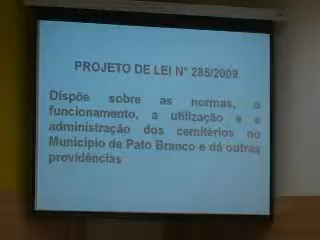 PROJETO DE LEI N° 285/2009
Dispõe sobre as normas, o
funcionamento, a utilização e a
administração dos cemitérios no
Município de Pato Branco e dá outras
providências